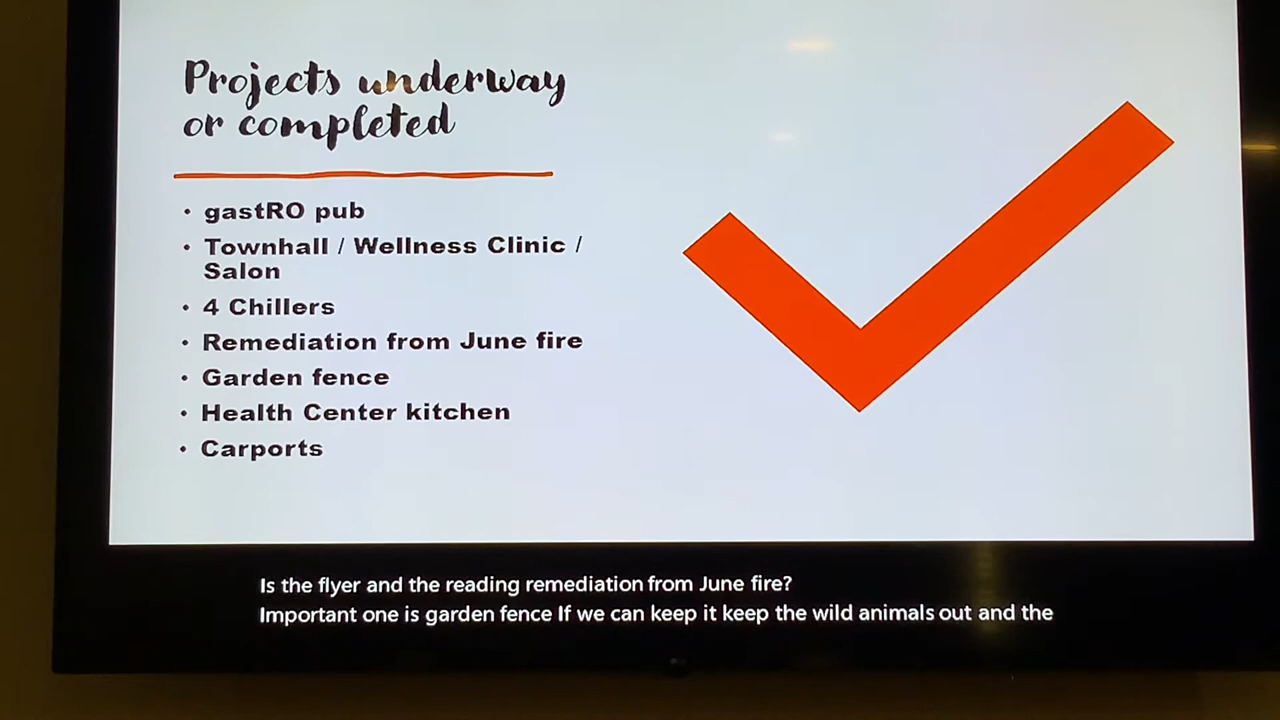 Projects underway
or completed
• gastRO pub
• Townhall / Wellness Clinic /
Salon
• 4 Chillers
• Remediation from June fire
• Garden fence
• Health Center kitchen
• Carports
Is the flyer and the reading remediation from June fire?
Important one is garden fence If we can keep it keep the wild animals out and the